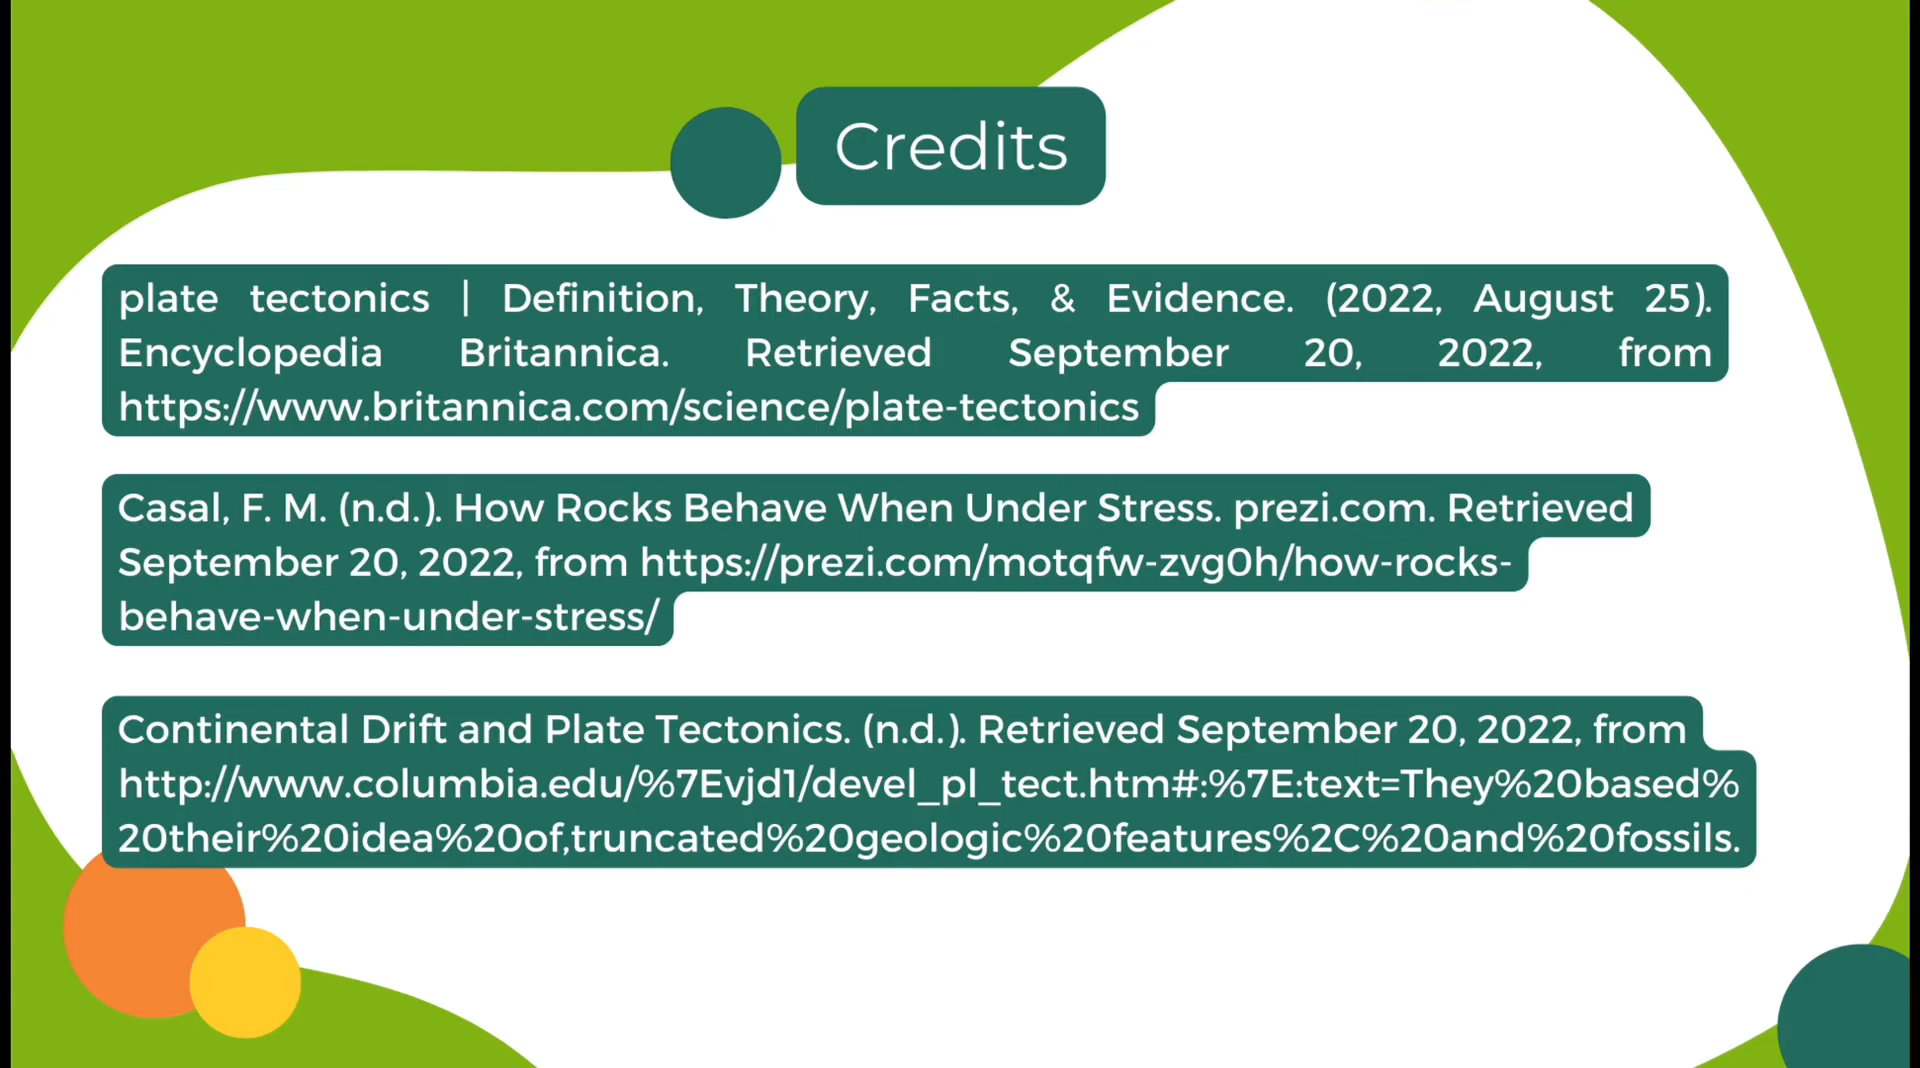 Credits
plate tectonics | Definition, Theory, Facts, & Evidence. (2022, August 25).
Encyclopedia Britannica. Retrieved September 20, 2022, from
https://www.britannica.com/science/plate-tectonics
Casal, F. M. (n.d.). How Rocks Behave When Under Stress. prezi.com. Retrieved
September 20, 2022, from https://prezi.com/motqfw-zvg0h/how-rocks-
behave-when-under-stress/
Continental Drift and Plate Tectonics. (n.d.). Retrieved September 20, 2022, from
http://www.columbia.edu/%7Evjd1/devel_pl_tect.htm#:%7E:text=They%20based%
20their%20idea%20of,truncated%20geologic%20features%2C%20and%20fossils.